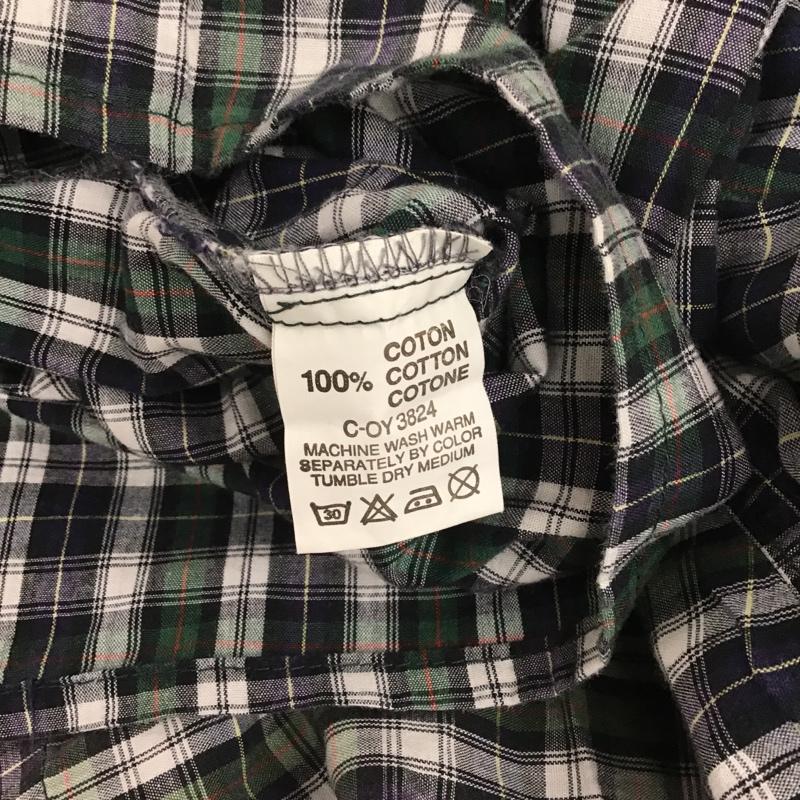 COTON
100% COTTON
COTONE
C-OY 3824
MACHINE WASH WARM
SEPARATELY BY COLOR
TUMBLE DRY MEDIUM
30